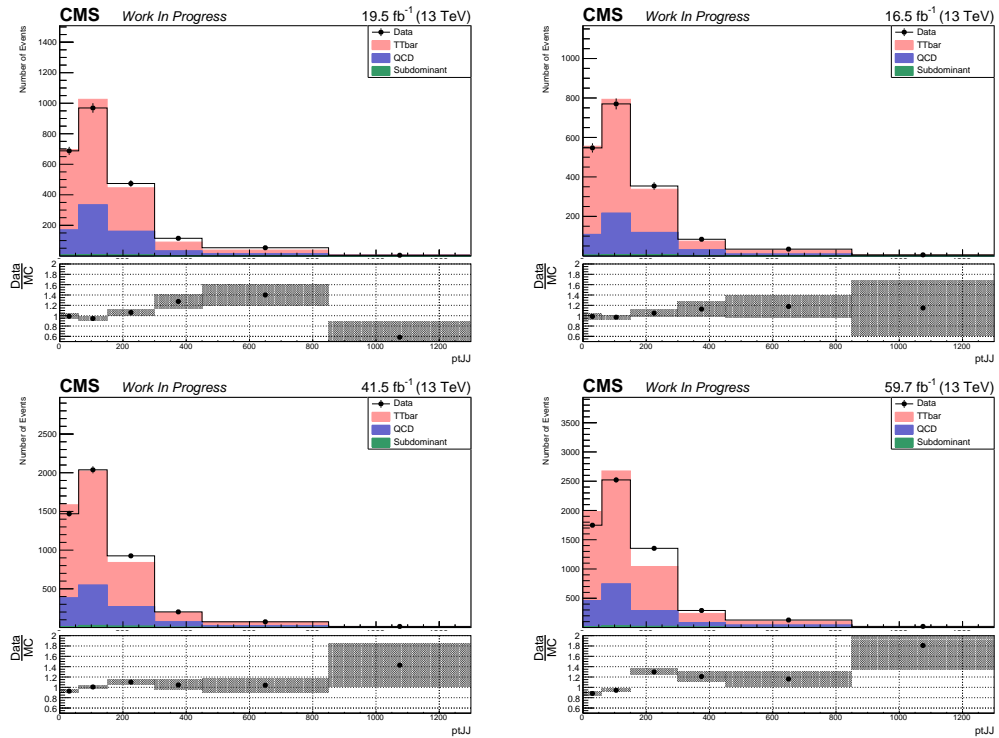 CMS Work In Progress 19.5 fb-1 (13 TeV)
Number of Events
Data
TTbar
QCD
Subdominant
1400
1200
1000
800
600
400
200
Data
MC
2
1.8
1.6
1.4
1.2
1
0.8
0.6
0 200 400 600 800 1000 1200
ptJJ
CMS Work In Progress 16.5 fb-1 (13 TeV)
Number of Events
Data
TTbar
QCD
Subdominant
1000
800
600
400
200
Data
MC
2
1.8
1.6
1.4
1.2
1
0.8
0.6
0 200 400 600 800 1000 1200
ptJJ
CMS Work In Progress 41.5 fb-1 (13 TeV)
Number of Events
Data
TTbar
QCD
Subdominant
2500
2000
1500
1000
500
Data
MC
2
1.8
1.6
1.4
1.2
1
0.8
0.6
0 200 400 600 800 1000 1200
ptJJ
CMS Work In Progress 59.7 fb-1 (13 TeV)
Number of Events
Data
TTbar
QCD
Subdominant
3500
3000
2500
2000
1500
1000
500
Data
MC
2
1.8
1.6
1.4
1.2
1
0.8
0.6
0 200 400 600 800 1000 1200
ptJJ